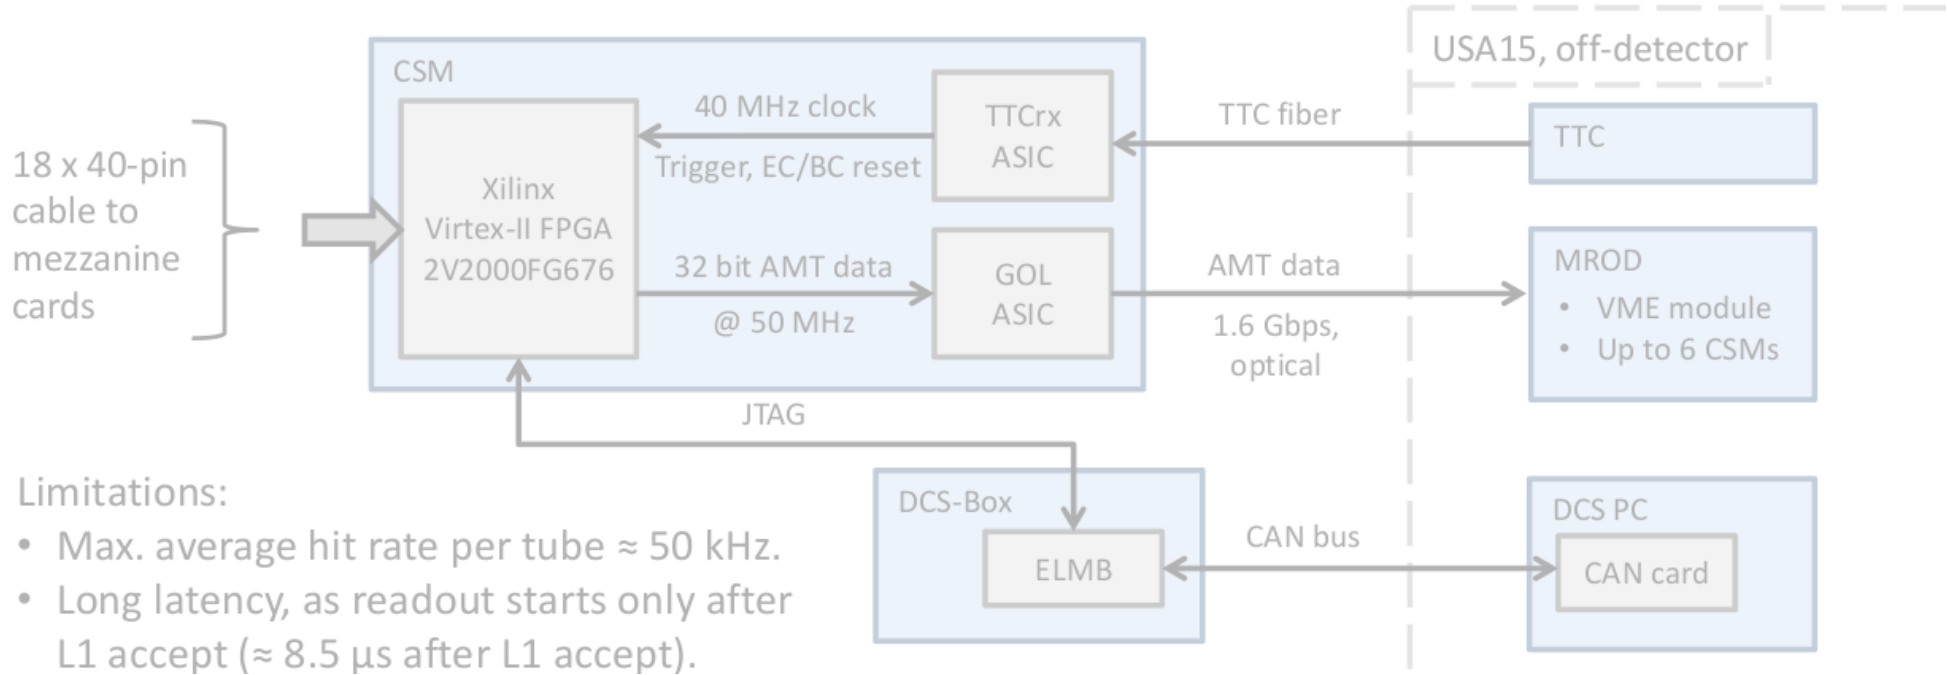 USA15, off-detector
CSM
40 MHz clock
Trigger, EC/BC reset
TTCrx
ASIC
TTC fiber
TTC
18 x 40-pin
cable to
mezzanine
cards
Xilinx
Virtex-II FPGA
2V2000FG676
32 bit AMT data
@ 50 MHz
GOL
ASIC
AMT data
1.6 Gbps,
optical
MROD
• VME module
• Up to 6 CSMs
JTAG
DCS-Box
ELMB
CAN bus
DCS PC
CAN card
Limitations:
• Max. average hit rate per tube ≈ 50 kHz.
• Long latency, as readout starts only after
L1 accept (≈ 8.5 μs after L1 accept).